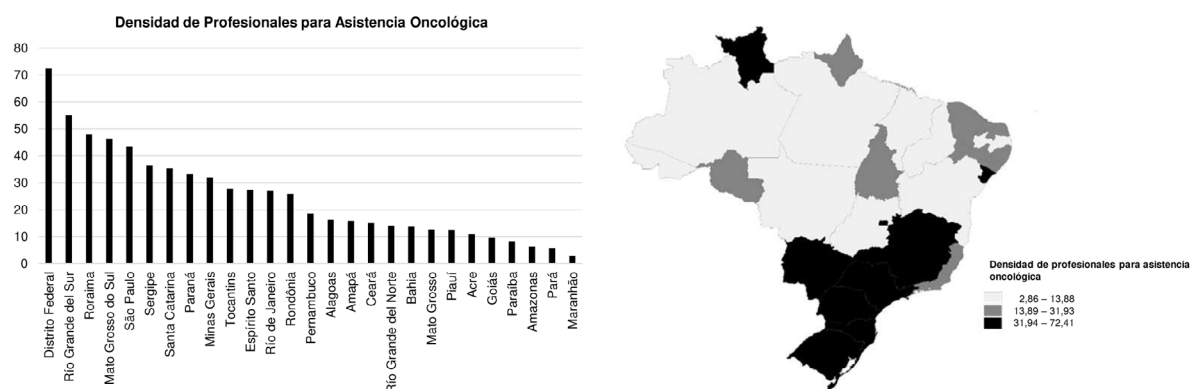 Densidad de Profesionales para Asistencia Oncológica
80
70
60
50
40
30
20
10
0
Distrito Federal
Río Grande del Sur
Roraima
Mato Grosso do Sul
São Paulo
Sergipe
Santa Catarina
Paraná
Minas Gerais
Tocantins
Espírito Santo
Río de Janeiro
Rondônia
Pernambuco
Alagoas
Amapá
Ceará
Río Grande del Norte
Bahia
Mato Grosso
Piauí
Acre
Goiás
Paraíba
Amazonas
Pará
Maranhão
Densidad de profesionales para asistencia
oncológica
2,86 – 13,88
13,89 – 31,93
31,94 – 72,41